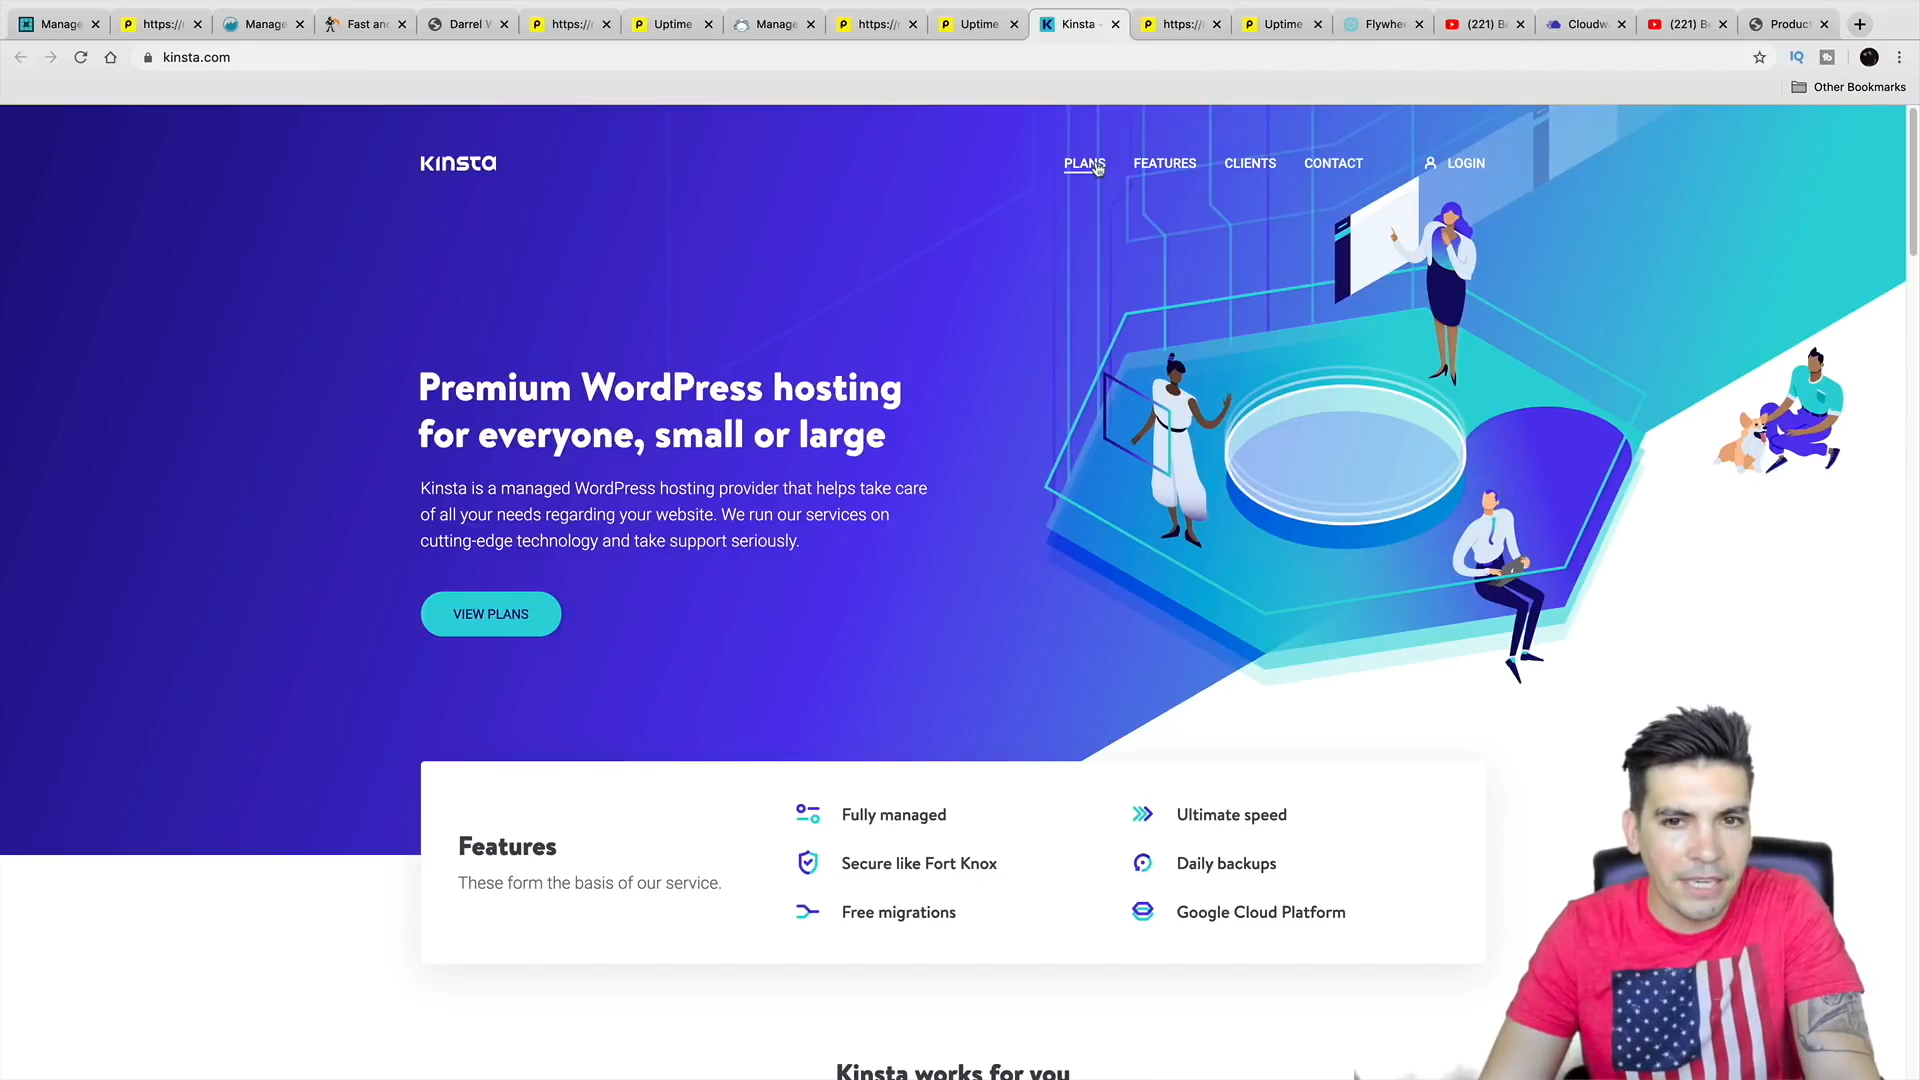 Manage
https://
Manage
Fast an
Darrel W
https://
Uptime
Manage
https://
Uptime
Kinsta -
https://
Uptime
Flywhe
(221) B
Cloudw
(221) B
Produc
kinsta.com
IQ
Other Bookmarks
KINSTA
PLANS
FEATURES
CLIENTS
CONTACT
LOGIN
Premium WordPress hosting
for everyone, small or large
Kinsta is a managed WordPress hosting provider that helps take care
of all your needs regarding your website. We run our services on
cutting-edge technology and take support seriously.
VIEW PLANS
Features
These form the basis of our service.
Fully managed
Ultimate speed
Secure like Fort Knox
Daily backups
Free migrations
Google Cloud Platform
Kinsta works for you